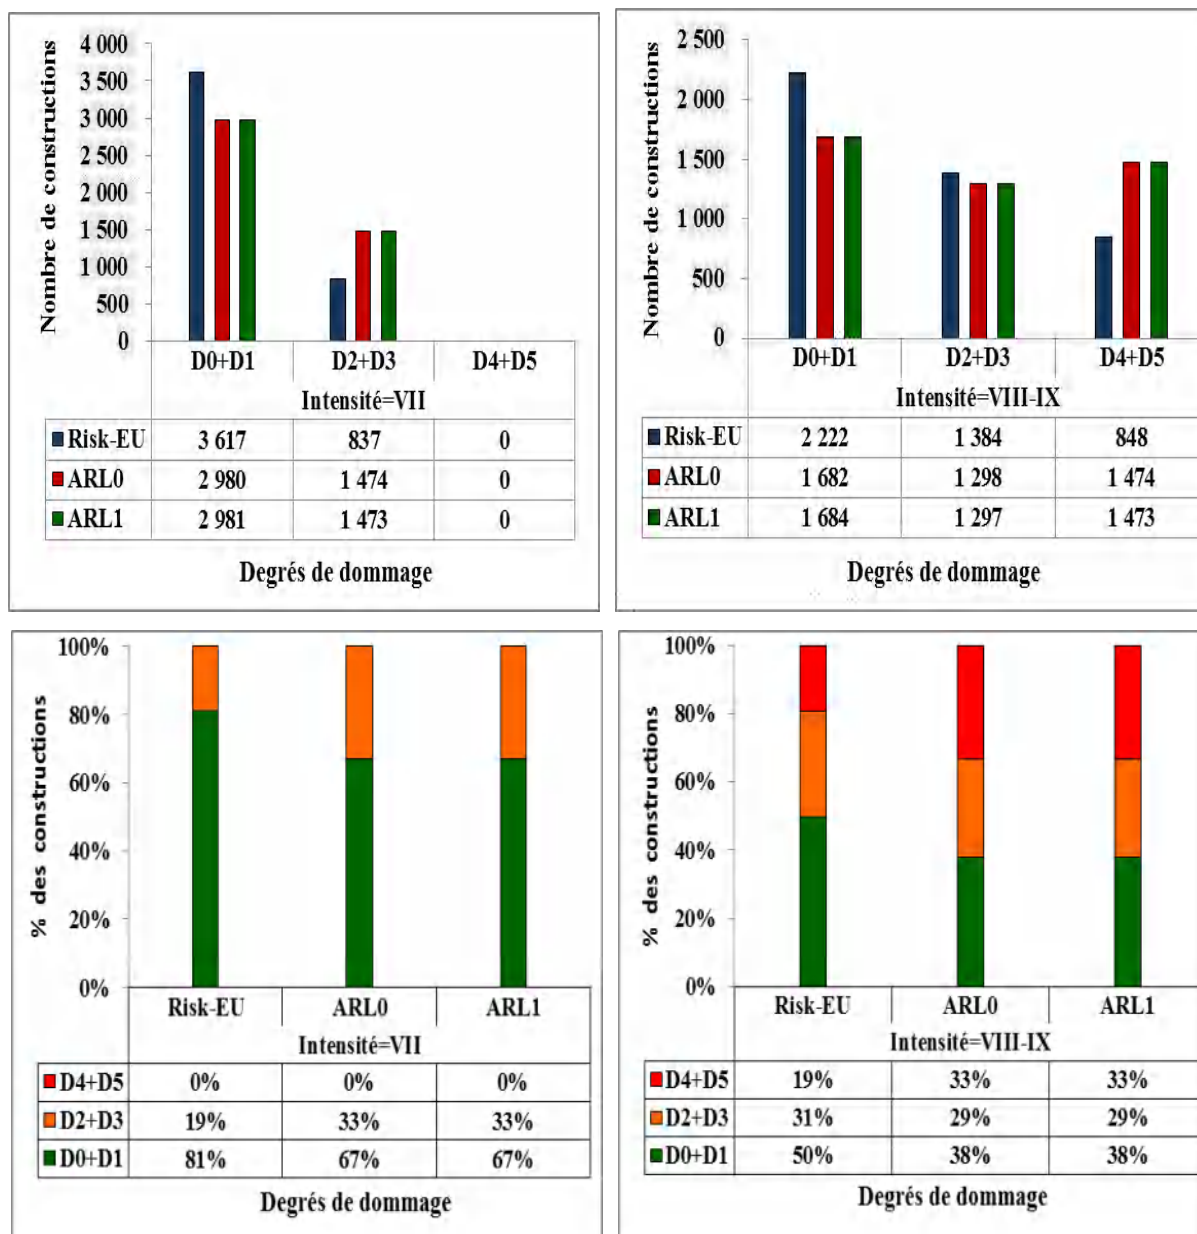 Nombre de constructions
4 000
3 500
3 000
2 500
2 000
1 500
1 000
500
0
D0+D1 D2+D3 D4+D5
Intensité=VII
Risk-EU 3 617 837 0
ARL0 2 980 1 474 0
ARL1 2 981 1 473 0
Degrés de dommage
Nombre de constructions
2 500
2 000
1 500
1 000
500
0
D0+D1 D2+D3 D4+D5
Intensité=VIII-IX
Risk-EU 2 222 1 384 848
ARL0 1 682 1 298 1 474
ARL1 1 684 1 297 1 473
Degrés de dommage
% des constructions
100%
80%
60%
40%
20%
0%
Risk-EU ARL0 ARL1
Intensité=VII
D4+D5 0% 0% 0%
D2+D3 19% 33% 33%
D0+D1 81% 67% 67%
Degrés de dommage
% des constructions
100%
80%
60%
40%
20%
0%
Risk-EU ARL0 ARL1
Intensité=VIII-IX
D4+D5 19% 33% 33%
D2+D3 31% 29% 29%
D0+D1 50% 38% 38%
Degrés de dommage